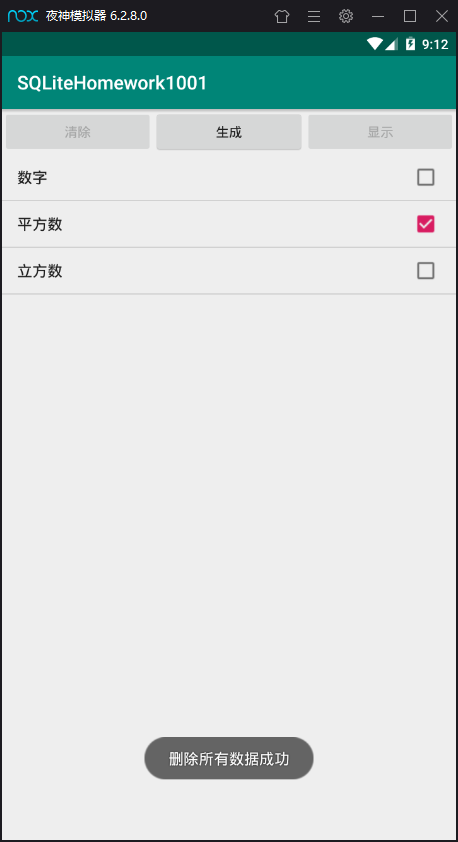 nox 夜神模拟器 6.2.8.0
9:12
SQLiteHomework1001
清除 生成 显示
数字
平方数
立方数
删除所有数据成功